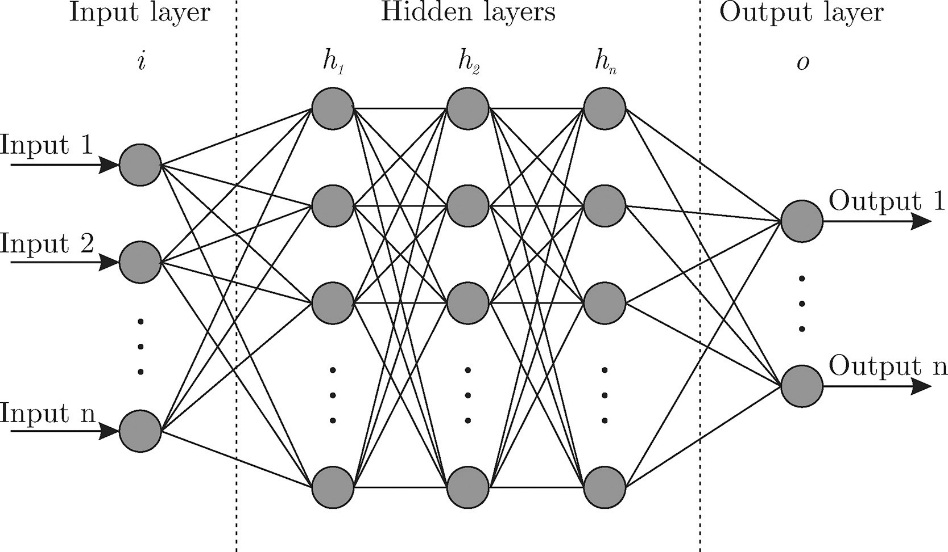 Input layer
Hidden layers
Output layer
i
h1
h2
hn
o
Input 1
Input 2
Input n
Output 1
Output n